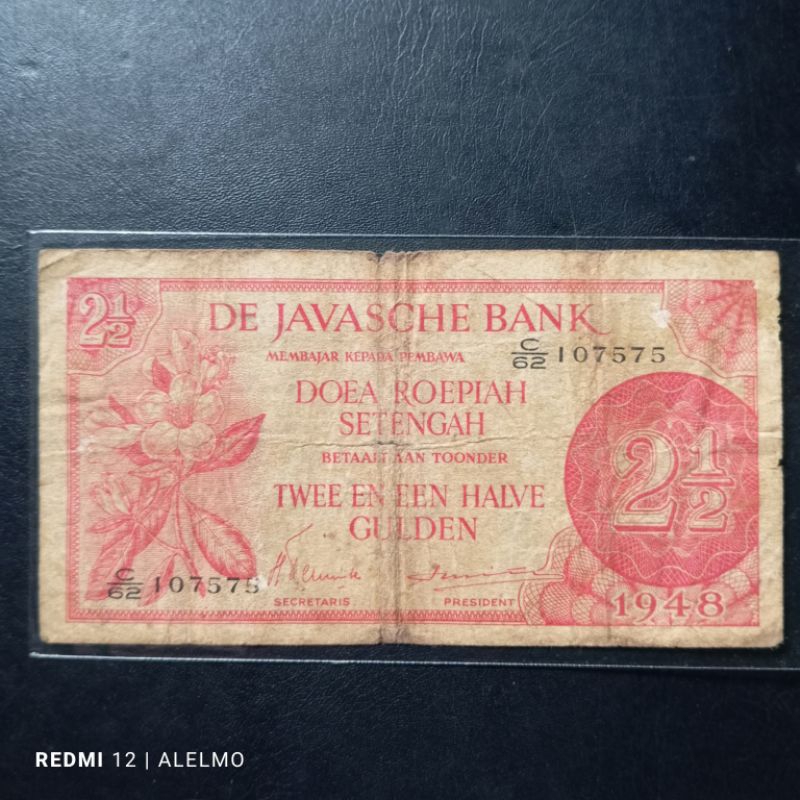 2½
DE JAVASCHE BANK
MEMBAJAR KEPADA PEMBAWA
C/62 107575
DOEA ROEPIAH
SETENGAH
BETAALT AAN TOONDER
2½
TWEE EN EEN HALVE
GULDEN
C/62 107575
SECRETARIS
PRESIDENT
1948
REDMI 12 | ALELMO